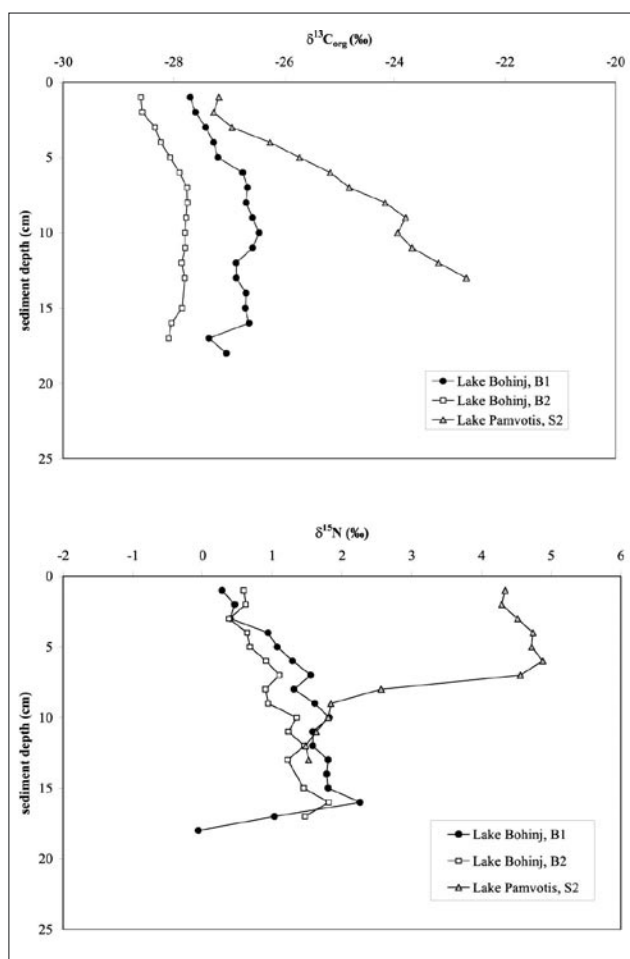 δ¹³C_org (‰)
-30 -28 -26 -24 -22 -20
0
5
10
15
20
25
sediment depth (cm)
Lake Bohinj, B1
Lake Bohinj, B2
Lake Pamvotis, S2
δ¹⁵N (‰)
-2 -1 0 1 2 3 4 5 6
0
5
10
15
20
25
sediment depth (cm)
Lake Bohinj, B1
Lake Bohinj, B2
Lake Pamvotis, S2